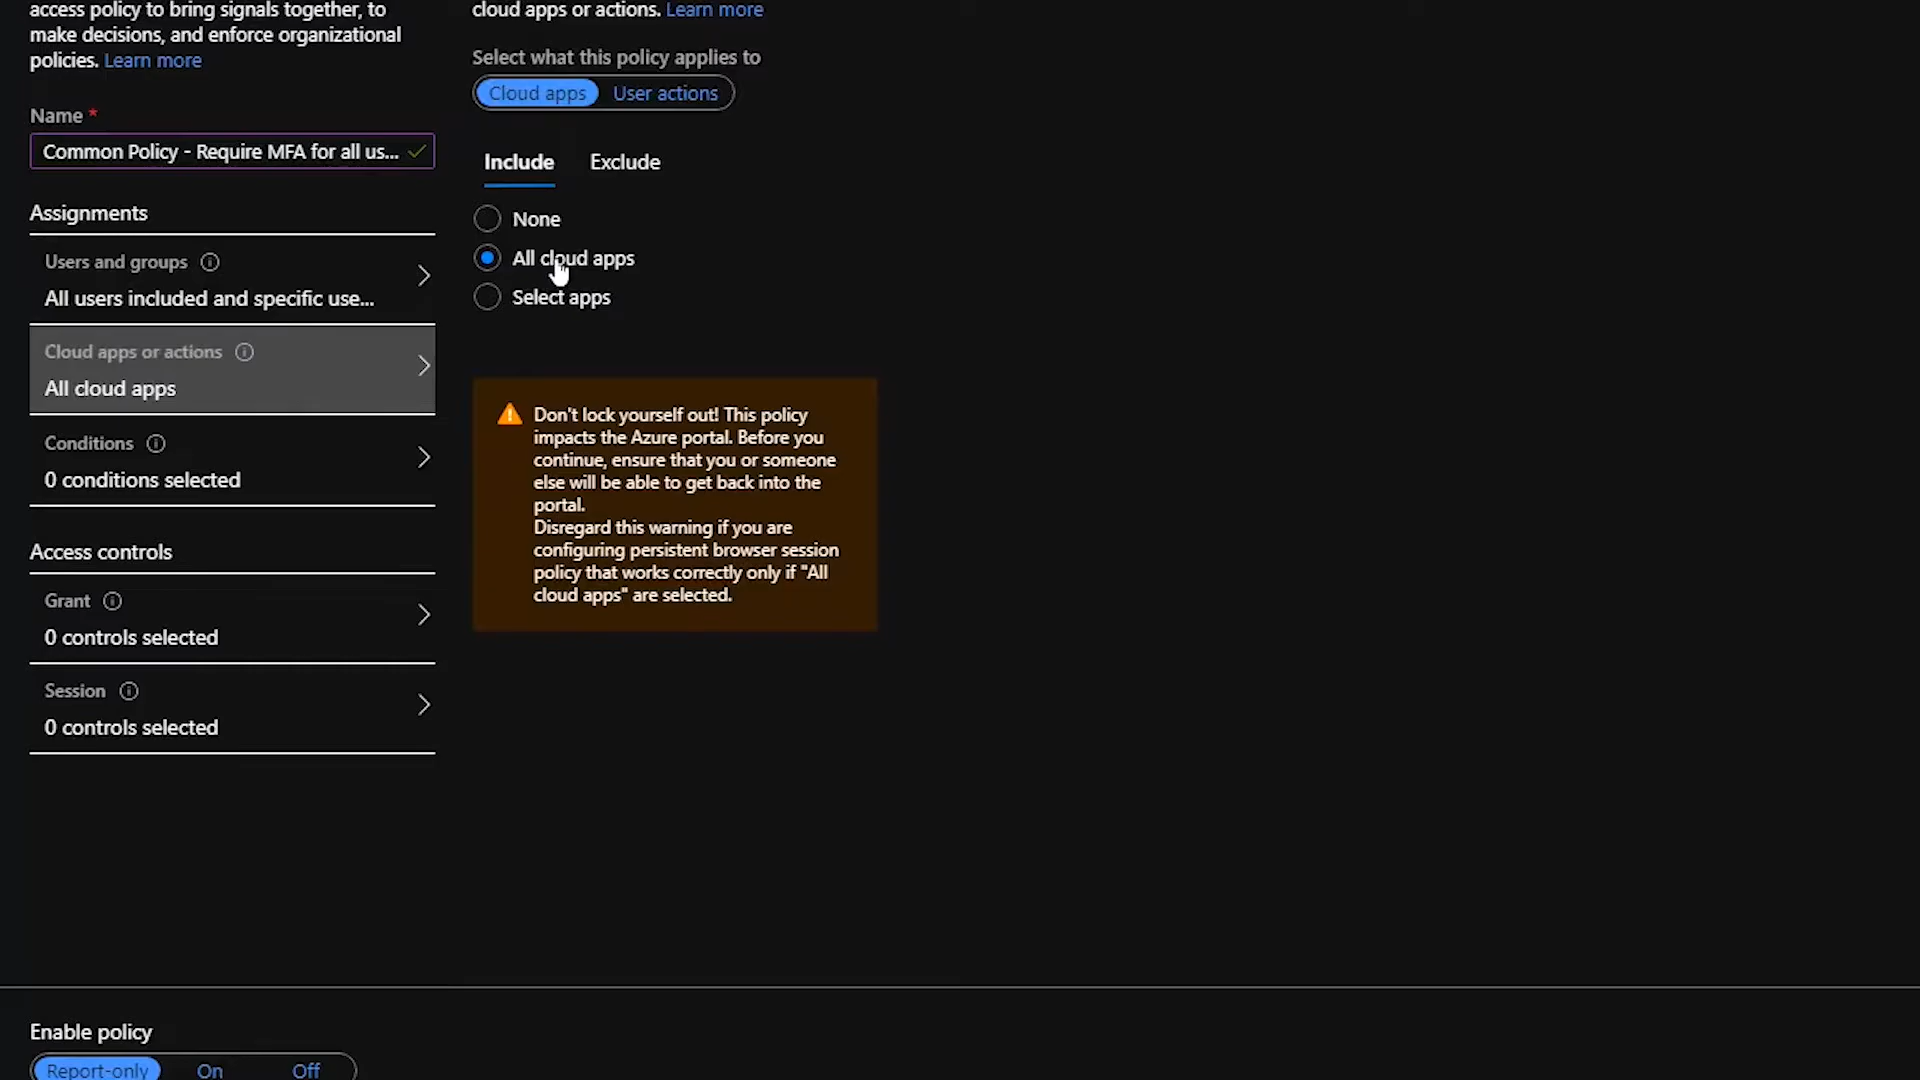 access policy to bring signals together, to
make decisions, and enforce organizational
policies. Learn more
Name *
Common Policy - Require MFA for all us...
Assignments
Users and groups
All users included and specific use...
Cloud apps or actions
All cloud apps
Conditions
0 conditions selected
Access controls
Grant
0 controls selected
Session
0 controls selected
cloud apps or actions. Learn more
Select what this policy applies to
Cloud apps User actions
Include Exclude
None
All cloud apps
Select apps
Don't lock yourself out! This policy
impacts the Azure portal. Before you
continue, ensure that you or someone
else will be able to get back into the
portal.
Disregard this warning if you are
configuring persistent browser session
policy that works correctly only if "All
cloud apps" are selected.
Enable policy
Report-only On Off